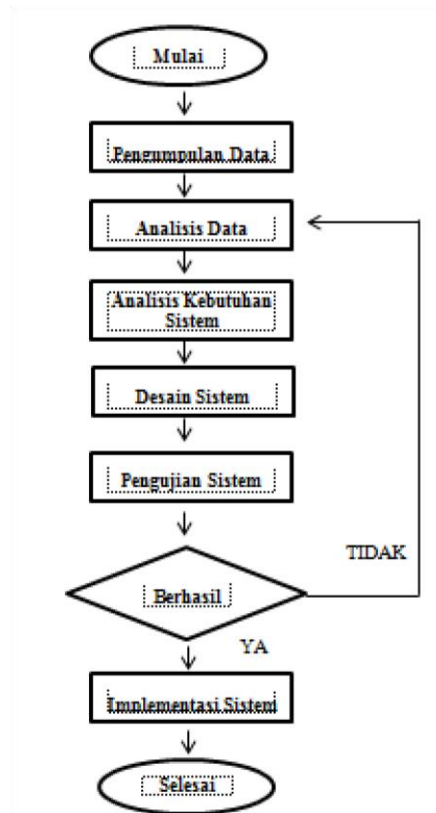 Mulai
Pengumpulan Data
Analisis Data
Analisis Kebutuhan
Sistem
Desain Sistem
Pengujian Sistem
TIDAK
Berhasil
YA
Implementasi Sistem
Selesai